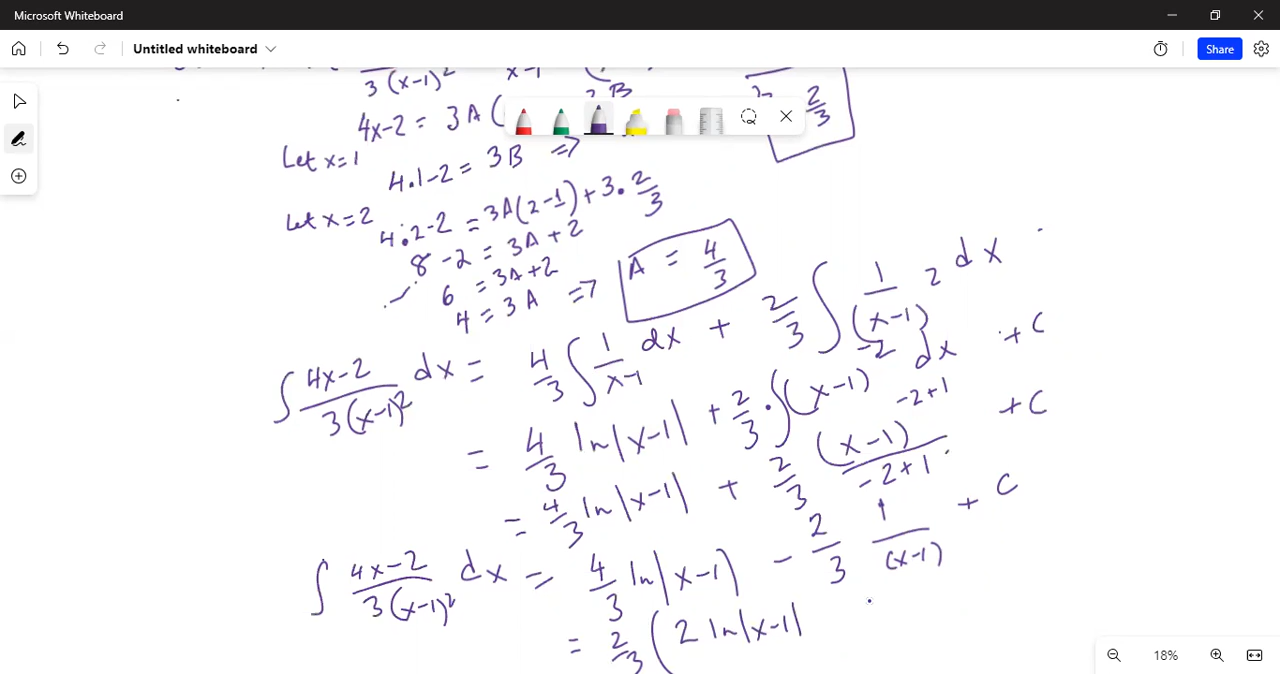 Microsoft Whiteboard
Untitled whiteboard
Share
3 (x-1)² x-1
4x-2 = 3A (
2/3
Let x=1
4.1-2 = 3B =>
Let x=2
4.2-2 = 3A(2-1) + 3.2/3
8 -2 = 3A + 2
6 = 3A+2
4 = 3A => A = 4/3
∫ 4x-2/3(x-1)² dx = 4/3 ∫ 1/x-1 dx + 2/3 ∫ 1/(x-1)² dx
= 4/3 ln|x-1| + 2/3 . ∫(x-1)^-2 dx + C
= 4/3 ln|x-1| + 2/3 (x-1)^-2+1/-2+1 + C
∫ 4x-2/3(x-1)² dx = 4/3 ln|x-1| - 2/3 1/(x-1) + C
= 2/3 ( 2 ln|x-1|
18%